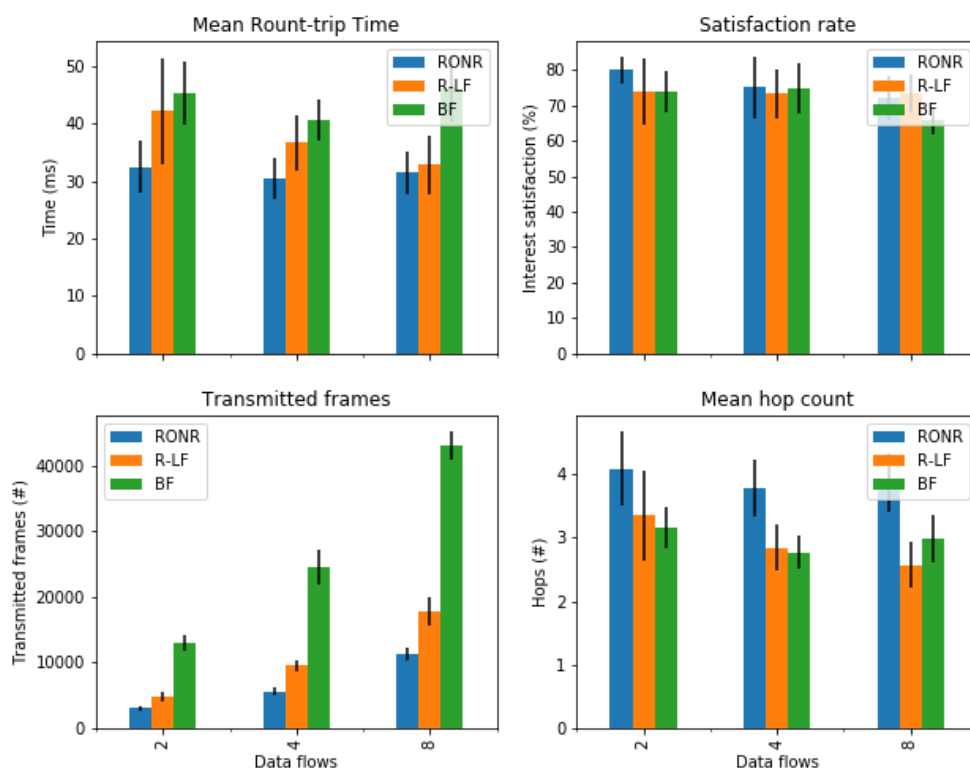 Mean Rount-trip Time
50
40
30
20
10
0
Time (ms)
RONR
R-LF
BF
Satisfaction rate
80
70
60
50
40
30
20
10
0
Interest satisfaction (%)
RONR
R-LF
BF
Transmitted frames
40000
30000
20000
10000
0
Transmitted frames (#)
RONR
R-LF
BF
2
4
8
Data flows
Mean hop count
4
3
2
1
0
Hops (#)
RONR
R-LF
BF
2
4
8
Data flows